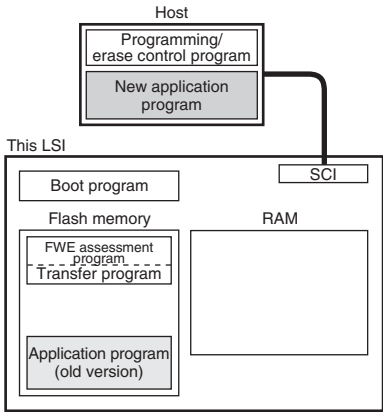 Host
Programming/
erase control program
New application
program
This LSI
SCI
Boot program
Flash memory
RAM
FWE assessment
program
Transfer program
Application program
(old version)